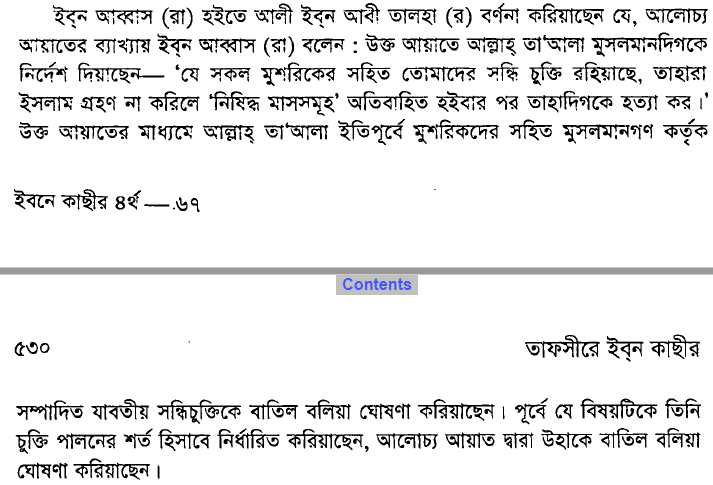 ইব্‌ন আব্বাস (রা) হইতে আলী ইব্‌ন আবী তালহা (র) বর্ণনা করিয়াছেন যে, আলোচ্য
আয়াতের ব্যাখ্যায় ইব্‌ন আব্বাস (রা) বলেন : উক্ত আয়াতে আল্লাহ্ তা'আলা মুসলমানদিগকে
নির্দেশ দিয়াছেন— 'যে সকল মুশরিকের সহিত তোমাদের সন্ধি চুক্তি রহিয়াছে, তাহারা
ইসলাম গ্রহণ না করিলে 'নিষিদ্ধ মাসসমূহ' অতিবাহিত হইবার পর তাহাদিগকে হত্যা কর।'
উক্ত আয়াতের মাধ্যমে আল্লাহ্ তা'আলা ইতিপূর্বে মুশরিকদের সহিত মুসলমানগণ কর্তৃক
ইবনে কাছীর ৪র্থ —৬৭
Contents
৫৩০ তাফসীরে ইব্‌ন কাছীর
সম্পাদিত যাবতীয় সন্ধিচুক্তিকে বাতিল বলিয়া ঘোষণা করিয়াছেন। পূর্বে যে বিষয়টিকে তিনি
চুক্তি পালনের শর্ত হিসাবে নির্ধারিত করিয়াছেন, আলোচ্য আয়াত দ্বারা উহাকে বাতিল বলিয়া
ঘোষণা করিয়াছেন।